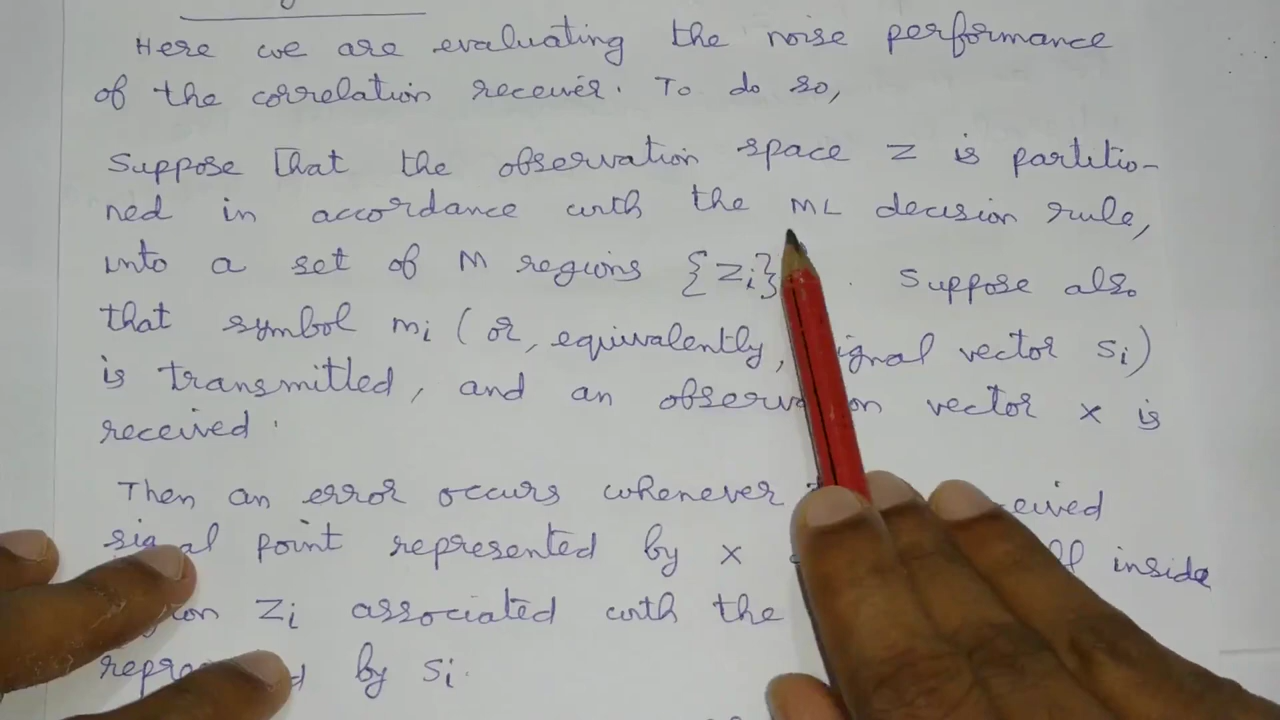 Here we are evaluating the noise performance
of the correlation receiver. To do so,
Suppose that the observation space Z is partitio-
ned in accordance with the ML decision rule,
into a set of M regions {Zi} . Suppose also
that symbol mi (or, equivalently, signal vector si)
is transmitted, and an observation vector x is
received.
Then an error occurs whenever
signal point represented by x inside
Zi associated with the
by si.